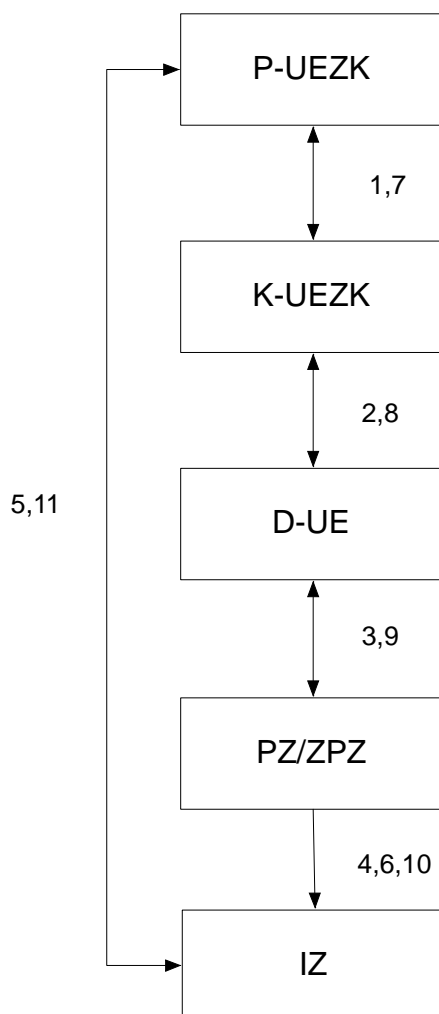 P-UEZK
1,7
K-UEZK
2,8
5,11
D-UE
3,9
PZ/ZPZ
4,6,10
IZ